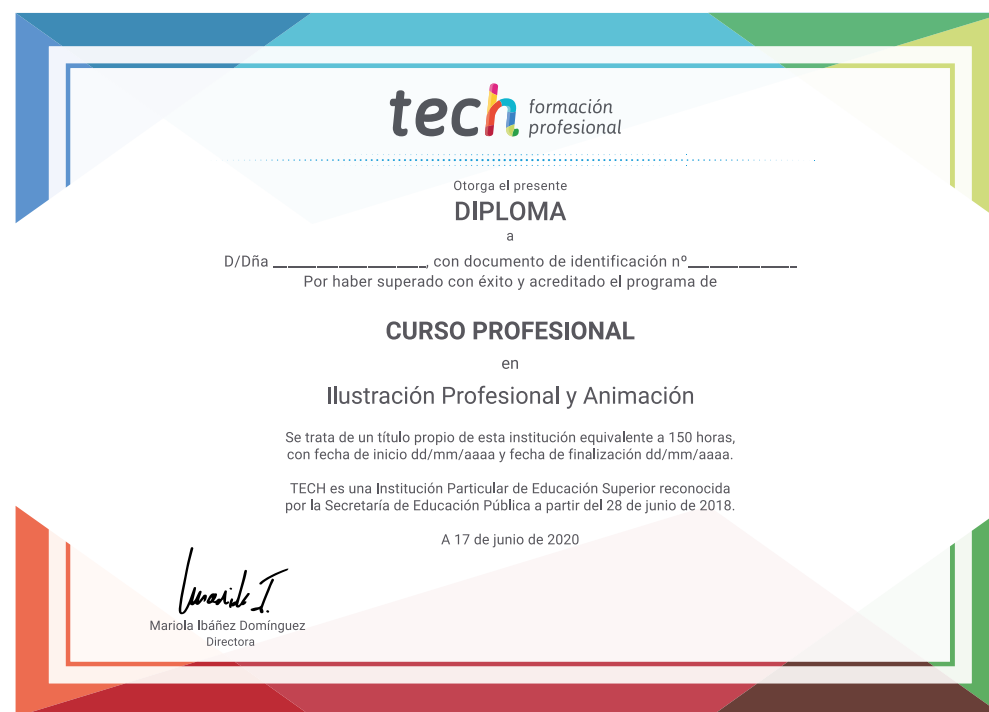 tech formación
profesional
Otorga el presente
DIPLOMA
a
D/Dña ____________________, con documento de identificación nº______________
Por haber superado con éxito y acreditado el programa de
CURSO PROFESIONAL
en
Ilustración Profesional y Animación
Se trata de un título propio de esta institución equivalente a 150 horas,
con fecha de inicio dd/mm/aaaa y fecha de finalización dd/mm/aaaa.
TECH es una Institución Particular de Educación Superior reconocida
por la Secretaría de Educación Pública a partir del 28 de junio de 2018.
A 17 de junio de 2020
Mariola Ibáñez Domínguez
Directora